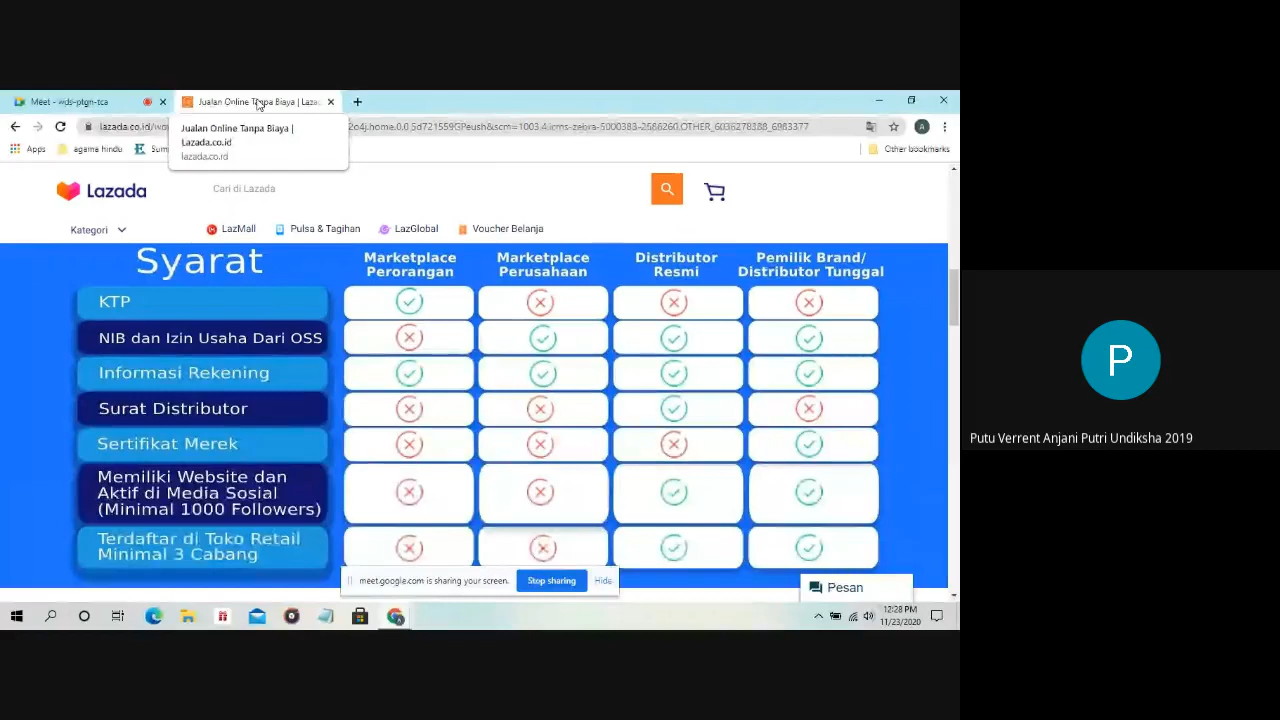 Meet - wds-ptgn-tca
Jualan Online Tanpa Biaya | Laza
lazada.co.id/wo
Jualan Online Tanpa Biaya |
Lazada.co.id
lazada.co.id
Apps
agama hindu
Sum
Other bookmarks
Lazada
Cari di Lazada
Kategori
LazMall
Pulsa & Tagihan
LazGlobal
Voucher Belanja
Syarat
Marketplace Perorangan
Marketplace Perusahaan
Distributor Resmi
Pemilik Brand/ Distributor Tunggal
KTP
NIB dan Izin Usaha Dari OSS
Informasi Rekening
Surat Distributor
Sertifikat Merek
Memiliki Website dan
Aktif di Media Sosial
(Minimal 1000 Followers)
Terdaftar di Toko Retail
Minimal 3 Cabang
meet.google.com is sharing your screen.
Stop sharing
Hide
Pesan
12:28 PM
11/23/2020
P
Putu Verrent Anjani Putri Undiksha 2019